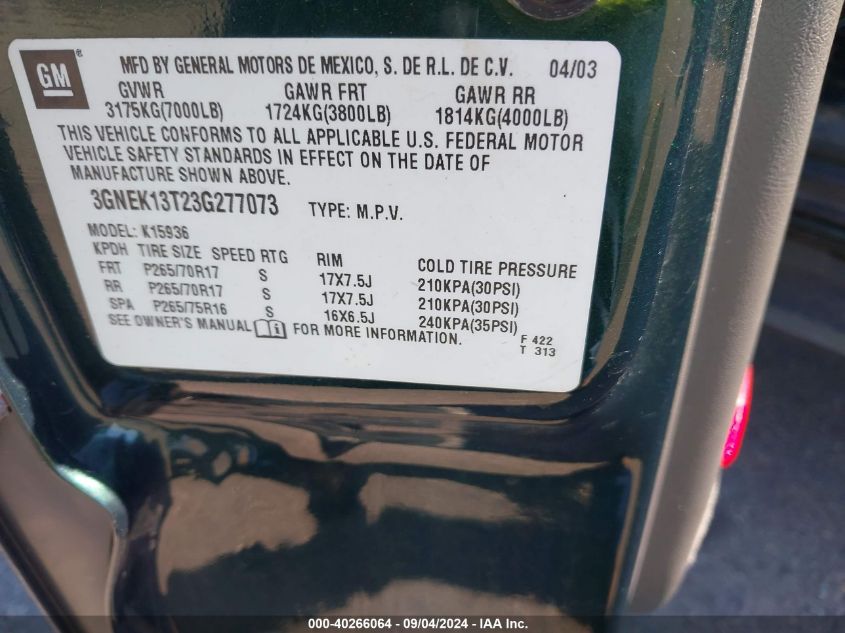 GM®
MFD BY GENERAL MOTORS DE MEXICO, S. DE R.L. DE C.V. 04/03
GVWR GAWR FRT GAWR RR
3175KG(7000LB) 1724KG(3800LB) 1814KG(4000LB)
THIS VEHICLE CONFORMS TO ALL APPLICABLE U.S. FEDERAL MOTOR
VEHICLE SAFETY STANDARDS IN EFFECT ON THE DATE OF
MANUFACTURE SHOWN ABOVE.
3GNEK13T23G277073 TYPE: M.P.V.
MODEL: K15936
KPDH TIRE SIZE SPEED RTG RIM COLD TIRE PRESSURE
FRT P265/70R17 S 17X7.5J 210KPA(30PSI)
RR P265/70R17 S 17X7.5J 210KPA(30PSI)
SPA P265/75R16 S 16X6.5J 240KPA(35PSI)
SEE OWNER'S MANUAL FOR MORE INFORMATION.
F 422
T 313
000-40266064 - 09/04/2024 - IAA Inc.